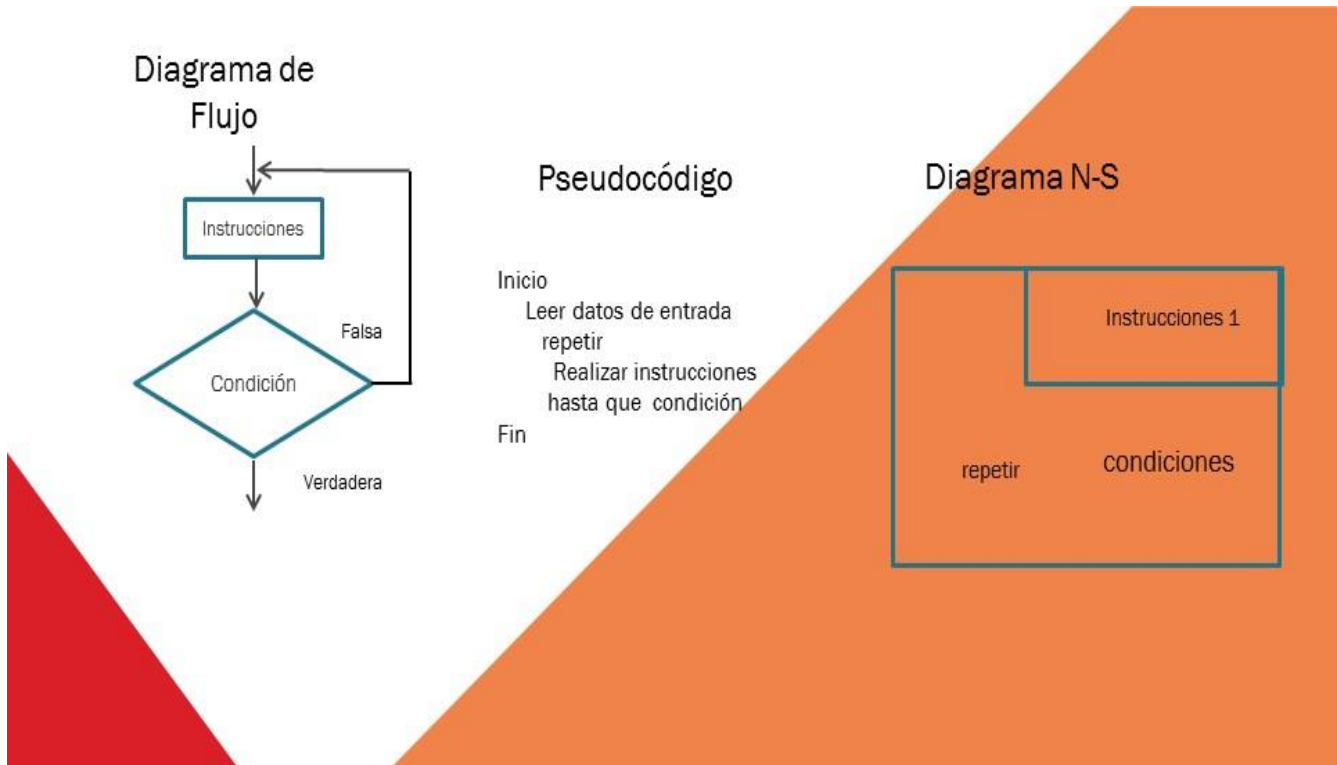 Diagrama de
Flujo
Instrucciones
Falsa
Condición
Verdadera
Pseudocódigo
Inicio
Leer datos de entrada
repetir
Realizar instrucciones
hasta que condición
Fin
Diagrama N-S
Instrucciones 1
repetir
condiciones